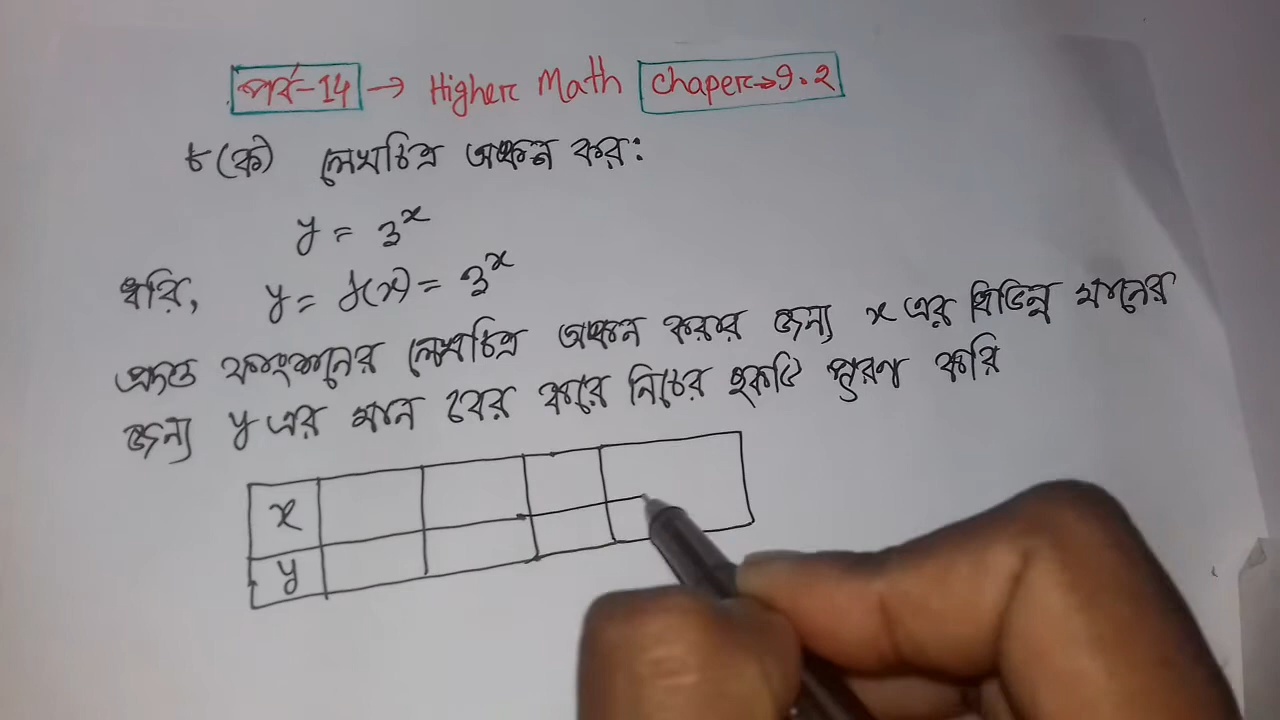 পর্ব-14 → Higher Math Chaper→9.2
৮(ক) লেখচিত্র অঙ্কন কর:
y = 3^x
ধরি, y = f(x) = 3^x
প্রদত্ত ফাংশনের লেখচিত্র অঙ্কন করার জন্য x এর বিভিন্ন মানের
জন্য y এর মান বের করে নিচের ছকটি পূরণ করি
x
y